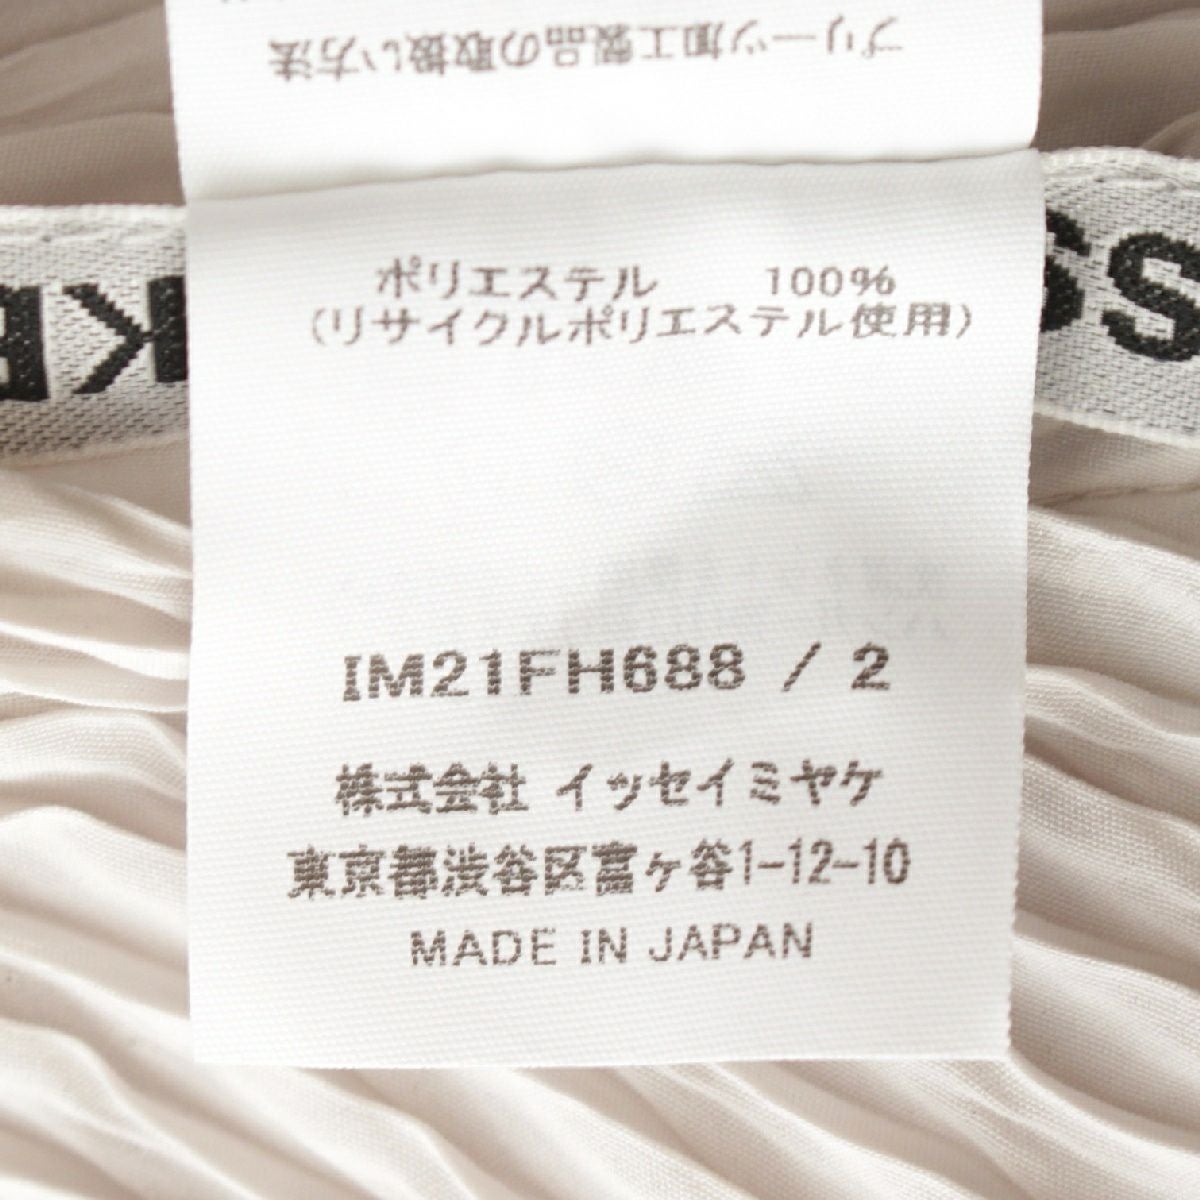 プリーツ加工製品の取扱い方法
KE
SS
ポリエステル 100%
(リサイクルポリエステル使用)
IM21FH688 / 2
株式会社 イッセイミヤケ
東京都渋谷区富ヶ谷1-12-10
MADE IN JAPAN